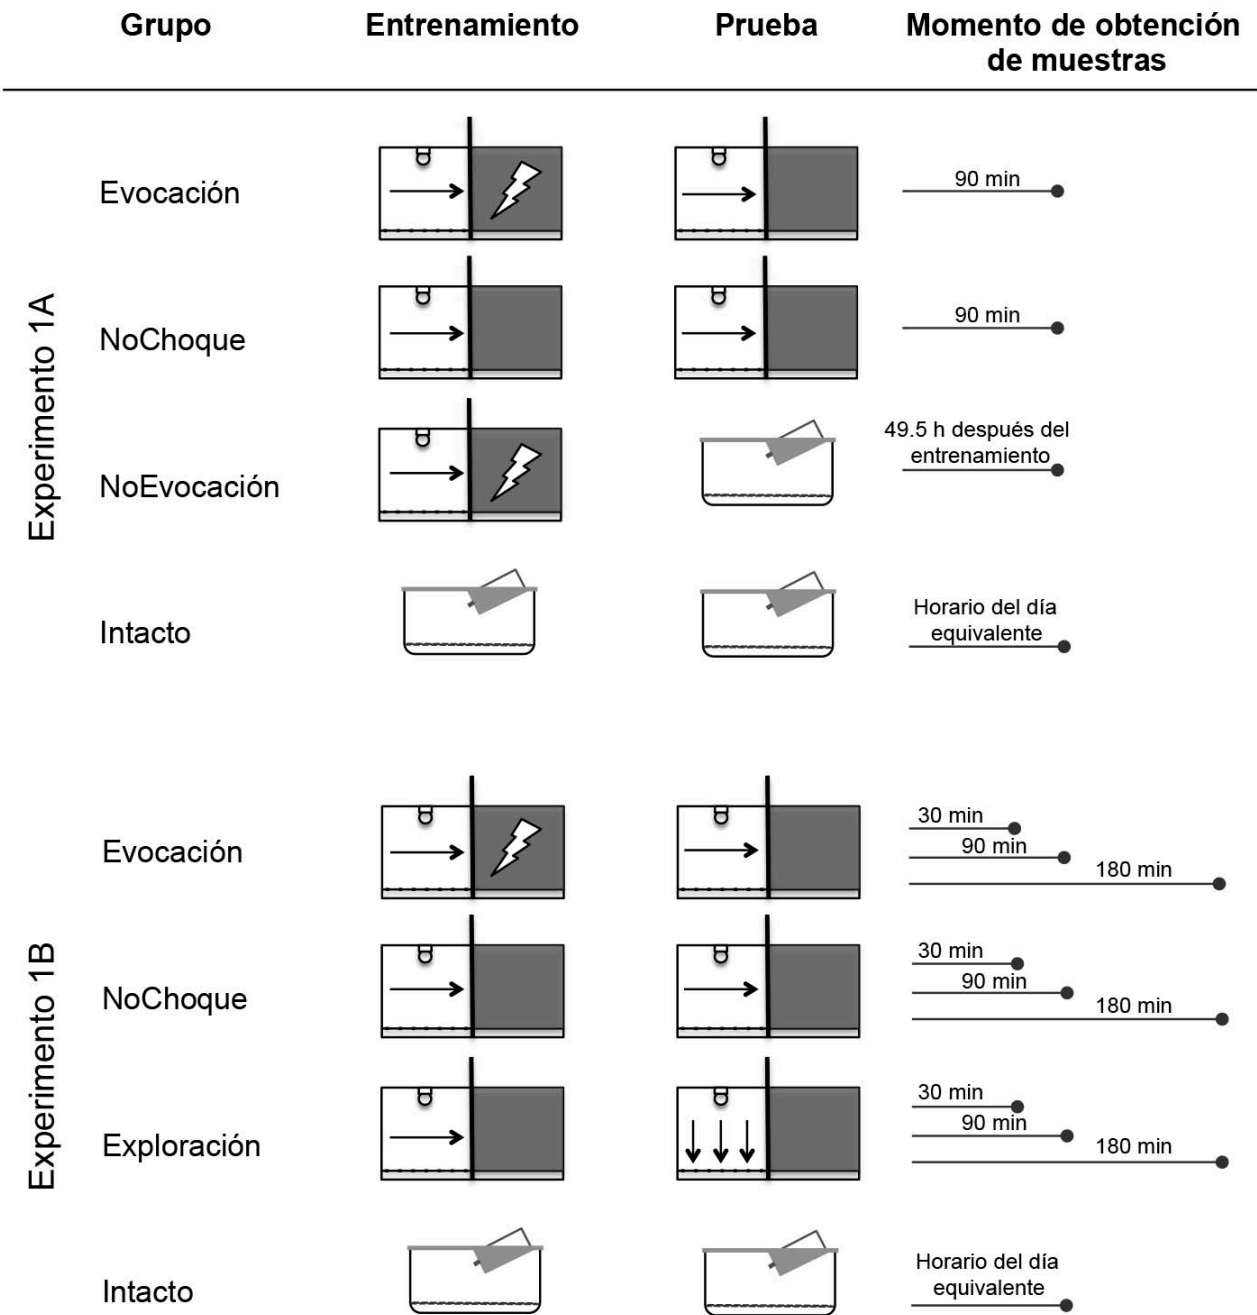 Grupo Entrenamiento Prueba Momento de obtención
de muestras
Experimento 1A
Evocación 90 min
NoChoque 90 min
NoEvocación 49.5 h después del
entrenamiento
Intacto Horario del día
equivalente
Experimento 1B
Evocación 30 min
90 min
180 min
NoChoque 30 min
90 min
180 min
Exploración 30 min
90 min
180 min
Intacto Horario del día
equivalente